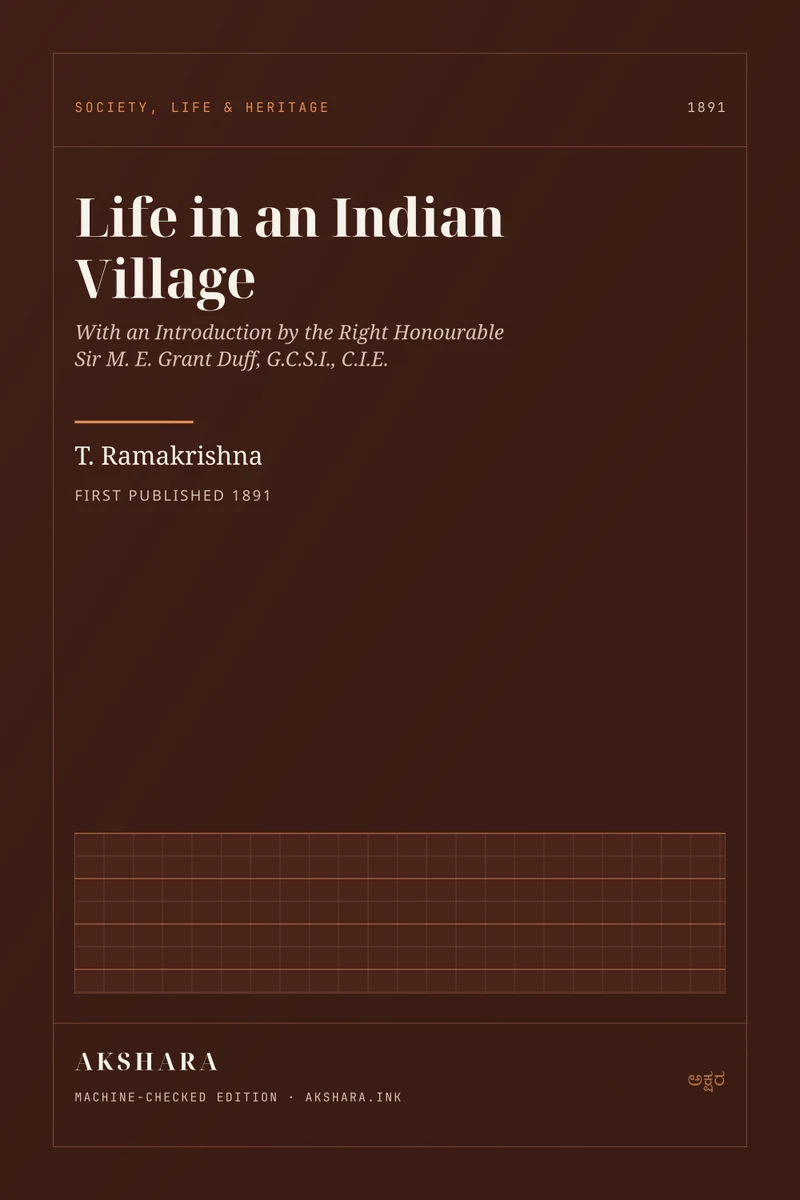 SOCIETY, LIFE & HERITAGE
1891
Life in an Indian
Village
With an Introduction by the Right Honourable
Sir M. E. Grant Duff, G.C.S.I., C.I.E.
T. Ramakrishna
FIRST PUBLISHED 1891
AKSHARA
MACHINE-CHECKED EDITION · AKSHARA.INK
ಅಕ್ಷರ